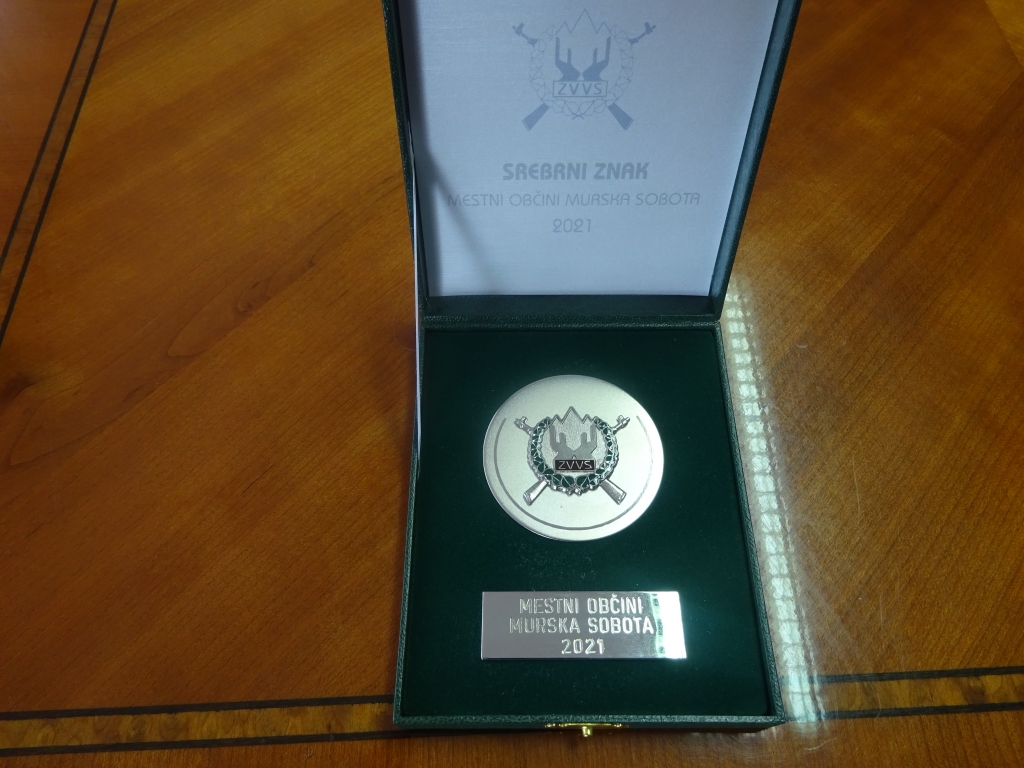 ZVVS
SREBRNI ZNAK
MESTNI OBČINI MURSKA SOBOTA
2021
ZVVS
MESTNI OBČINI
MURSKA SOBOTA
2021